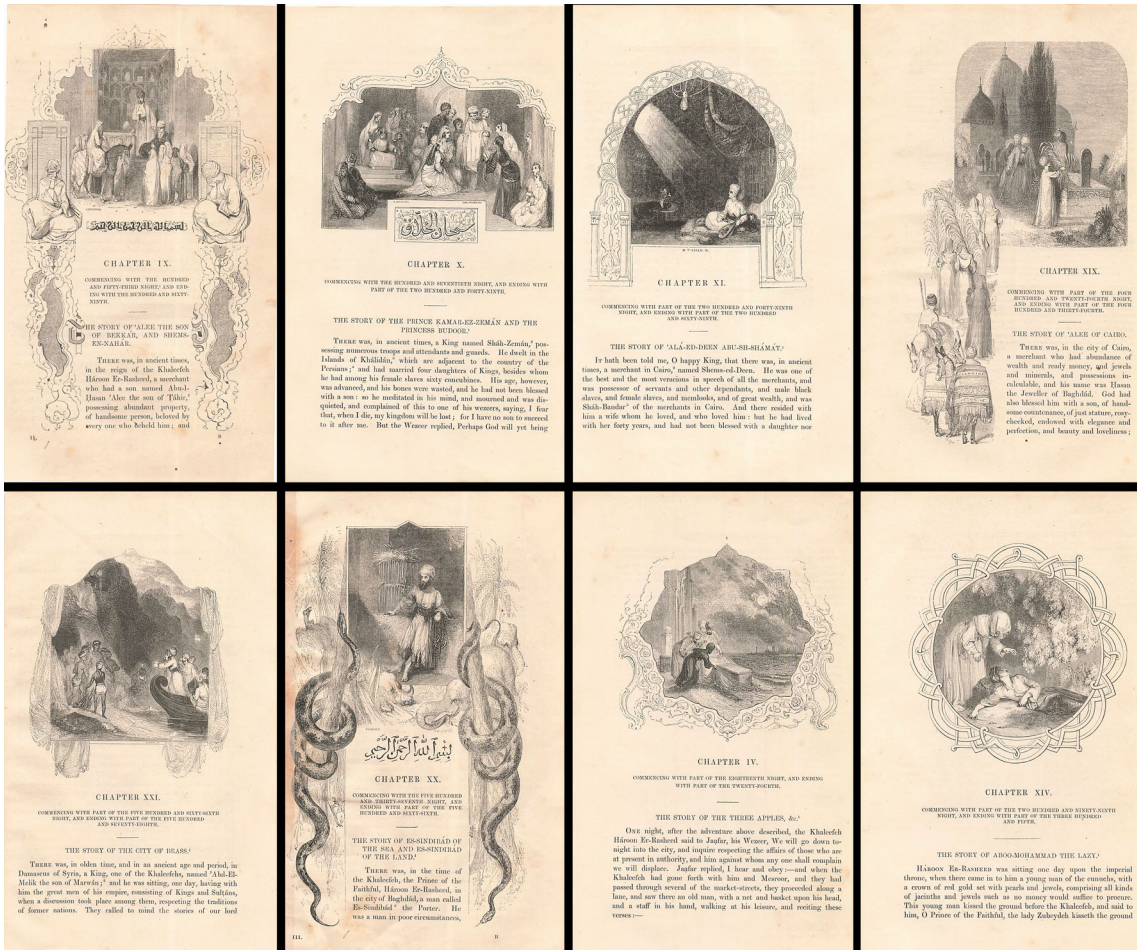 CHAPTER IX.
COMMENCING WITH THE HUNDRED
AND FIFTY-THIRD NIGHT,¹ AND END-
ING WITH THE HUNDRED AND SIXTY-
NINTH.
THE STORY OF 'ALEE THE SON
OF BEKKAR, AND SHEMS-
EN-NAHAR.
THERE was, in ancient times,
in the reign of the Khaleefeh
Hároon Er-Rasheed, a merchant
who had a son named Abu-l-
Ḥasan 'Alee the son of Ṭáhir,²
possessing abundant property,
of handsome person, beloved by
every one who beheld him; and
II. B
سبحان الخلاق
CHAPTER X.
COMMENCING WITH THE HUNDRED AND SEVENTIETH NIGHT, AND ENDING WITH
PART OF THE TWO HUNDRED AND FORTY-NINTH.
THE STORY OF THE PRINCE KAMAR-EZ-ZEMÁN AND THE
PRINCESS BUDOOR.¹
THERE was, in ancient times, a King named Sháh-Zemán,² pos-
sessing numerous troops and attendants and guards. He dwelt in the
Islands of Kháliḍán,³ which are adjacent to the country of the
Persians;⁴ and had married four daughters of Kings, besides whom
he had among his female slaves sixty concubines. His age, however,
was advanced, and his bones were wasted, and he had not been blessed
with a son: so he meditated in his mind, and mourned and was dis-
quieted, and complained of this to one of his wezeers, saying, I fear
that, when I die, my kingdom will be lost; for I have no son to succeed
to it after me. But the Wezeer replied, Perhaps God will yet bring
CHAPTER XI.
COMMENCING WITH PART OF THE TWO HUNDRED AND FORTY-NINTH
NIGHT, AND ENDING WITH PART OF THE TWO HUNDRED
AND SIXTY-NINTH.
THE STORY OF 'ALÁ-ED-DEEN ABU-SH-SHÁMÁT.¹
IT hath been told me, O happy King, that there was, in ancient
times, a merchant in Cairo,² named Shems-ed-Deen. He was one of
the best and the most veracious in speech of all the merchants, and
was possessor of servants and other dependants, and male black
slaves, and female slaves, and memlooks, and of great wealth, and was
Sháh-Bandar³ of the merchants in Cairo. And there resided
with him a wife whom he loved, and who loved him: but he had lived
with her forty years, and had not been blessed with a daughter nor
CHAPTER XIX.
COMMENCING WITH PART OF THE FOUR
HUNDRED AND TWENTY-FOURTH NIGHT, AND
ENDING WITH PART OF THE FOUR
HUNDRED AND THIRTY-FOURTH.
THE STORY OF 'ALEE OF CAIRO.
THERE was, in the city of Cairo,
a merchant who had abundance of
wealth and ready money, and jewels
and minerals, and possessions in-
calculable, and his name was Ḥasan
the Jeweller of Baghdád. God had
also blessed him with a son, of hand-
some countenance, of just stature, rosy-
cheeked, endowed with elegance and
perfection, and beauty and loveliness;
CHAPTER XXI.
COMMENCING WITH PART OF THE FIVE HUNDRED AND SIXTY-SIXTH
NIGHT, AND ENDING WITH PART OF THE FIVE HUNDRED
AND SEVENTY-EIGHTH.
THE STORY OF THE CITY OF BRASS.¹
THERE was, in olden time, and in an ancient age and period, in
Damascus of Syria, a King, one of the Khaleefehs, named 'Abd-El-
Melik the son of Marwán;² and he was sitting, one day, having with
him the great men of his empire, consisting of Kings and Sulṭáns,
when a discussion took place among them, respecting the traditions
of former nations. They called to mind the stories of our lord
بسم الله الرحمن الرحيم
CHAPTER XX.
COMMENCING WITH PART OF THE FIVE HUNDRED
AND THIRTY-SEVENTH NIGHT, AND
ENDING WITH PART OF THE FIVE
HUNDRED AND SIXTY-SIXTH.
THE STORY OF ES-SINDIBÁD OF
THE SEA AND ES-SINDIBÁD
OF THE LAND.¹
THERE was, in the time of
the Khaleefeh, the Prince of the
Faithful, Hároon Er-Rasheed, in
the city of Baghdád, a man called
Es-Sindibád² the Porter. He
was a man in poor circumstances,
III. B
CHAPTER IV.
COMMENCING WITH PART OF THE EIGHTEENTH NIGHT, AND ENDING
WITH PART OF THE TWENTY-FOURTH.
THE STORY OF THE THREE APPLES, &c.¹
ONE night, after the adventure above described, the Khaleefeh
Hároon Er-Rasheed said to Jaạfar, his Wezeer, We will go down to-
night into the city, and inquire respecting the affairs of those who are
at present in authority, and him against whom any one shall complain
we will displace. Jaạfar replied, I hear and obey:—and when the
Khaleefeh had gone forth with him and Mesroor, and they had
passed through several of the market-streets, they proceeded along a
lane, and saw there an old man, with a net and basket upon his head,
and a staff in his hand, walking at his leisure, and reciting these
verses:—
CHAPTER XIV.
COMMENCING WITH PART OF THE TWO HUNDRED AND NINETY-NINTH
NIGHT, AND ENDING WITH PART OF THE THREE HUNDRED
AND FIFTH.
THE STORY OF ABOO-MOḤAMMAD THE LAZY.¹
HÁROON ER-RASHEED was sitting one day upon the imperial
throne, when there came in to him a young man of the eunuchs, with
a crown of red gold set with pearls and jewels, comprising all kinds
of jacinths and jewels such as no money would suffice to procure.
This young man kissed the ground before the Khaleefeh, and said to
him, O Prince of the Faithful, the lady Zubeydeh kisseth the ground